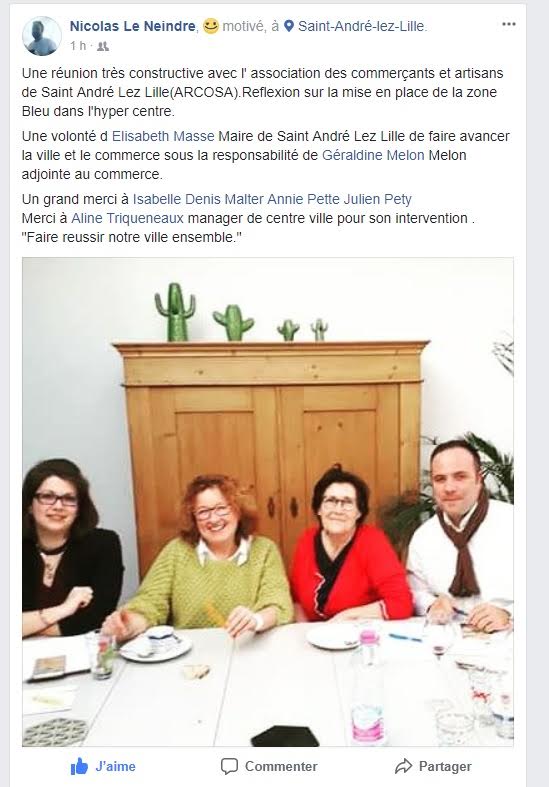 Nicolas Le Neindre, motivé, à Saint-André-lez-Lille.
1 h ·
Une réunion très constructive avec l' association des commerçants et artisans
de Saint André Lez Lille(ARCOSA).Reflexion sur la mise en place de la zone
Bleu dans l'hyper centre.
Une volonté d Elisabeth Masse Maire de Saint André Lez Lille de faire avancer
la ville et le commerce sous la responsabilité de Géraldine Melon Melon
adjointe au commerce.
Un grand merci à Isabelle Denis Malter Annie Pette Julien Pety
Merci à Aline Triqueneaux manager de centre ville pour son intervention .
"Faire reussir notre ville ensemble."
J'aime Commenter Partager